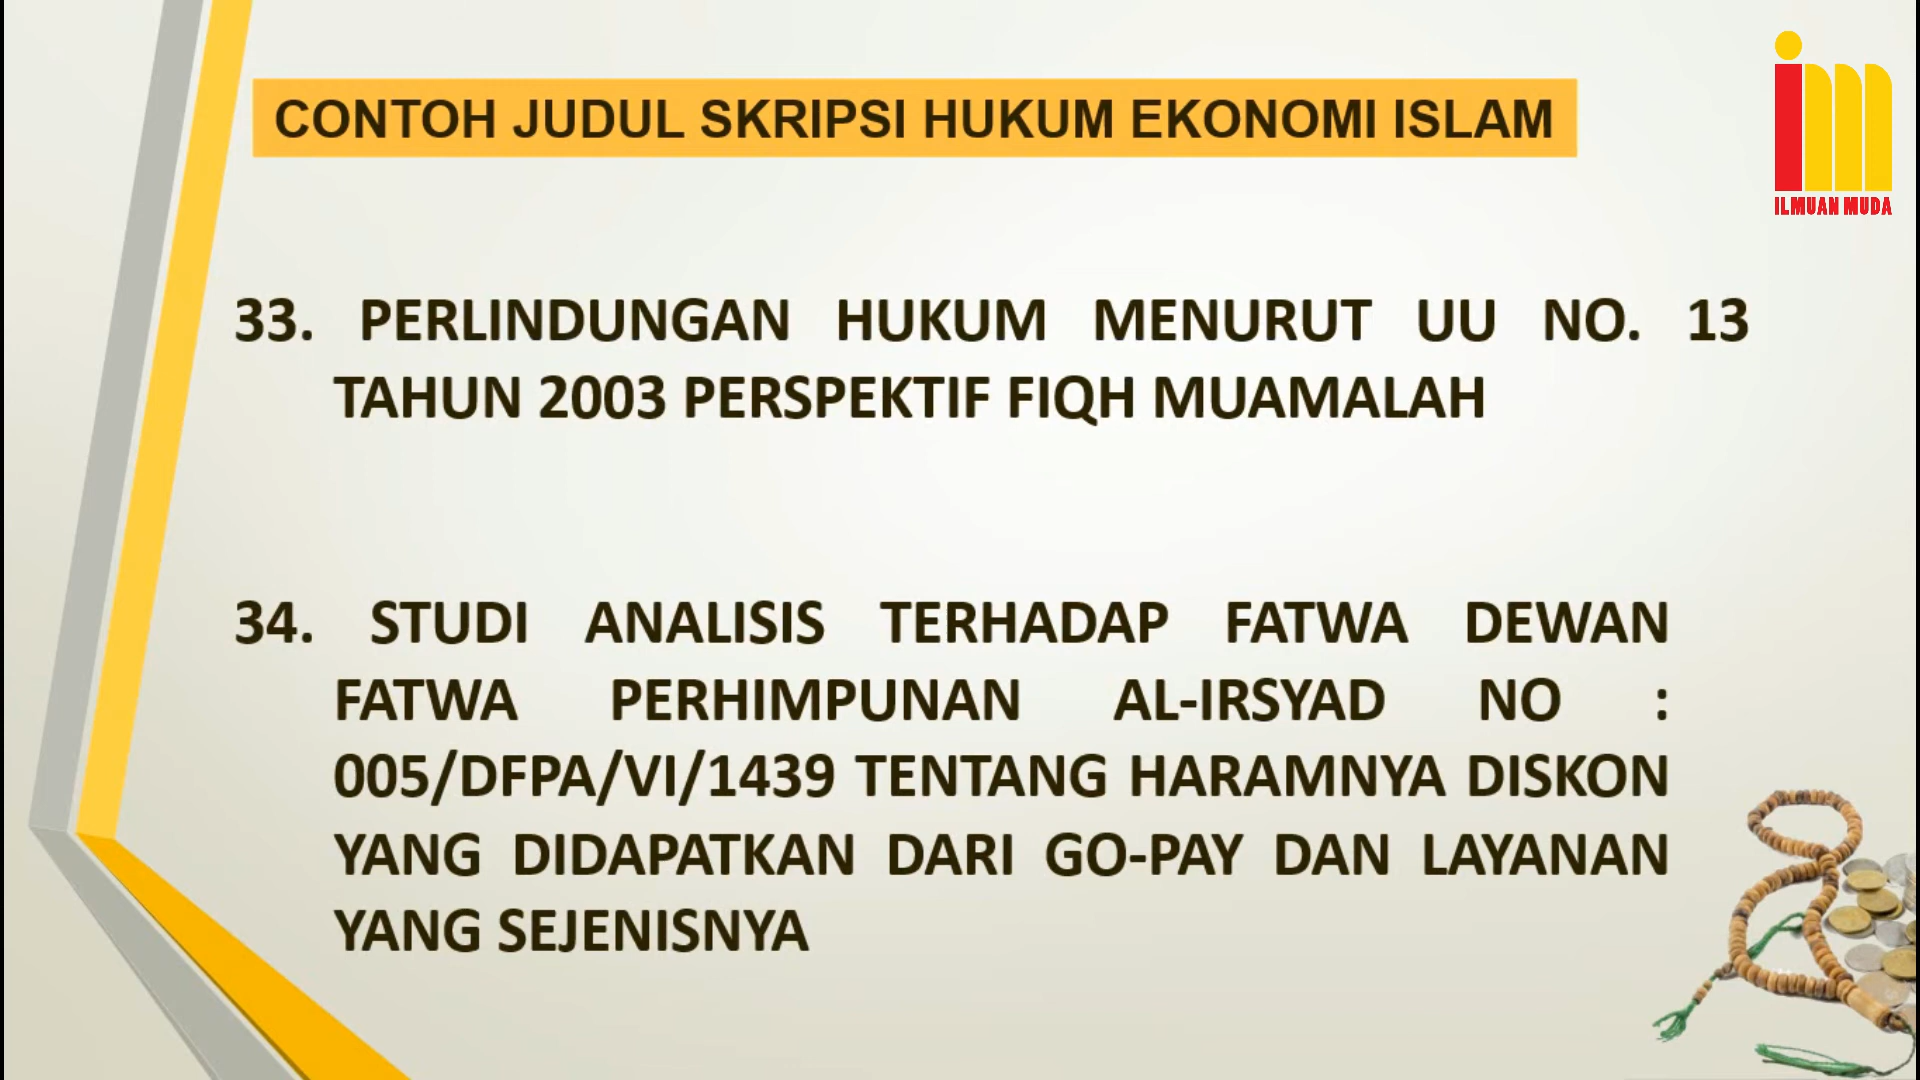 CONTOH JUDUL SKRIPSI HUKUM EKONOMI ISLAM
ILMUAN MUDA
33. PERLINDUNGAN HUKUM MENURUT UU NO. 13
TAHUN 2003 PERSPEKTIF FIQH MUAMALAH
34. STUDI ANALISIS TERHADAP FATWA DEWAN
FATWA PERHIMPUNAN AL-IRSYAD NO :
005/DFPA/VI/1439 TENTANG HARAMNYA DISKON
YANG DIDAPATKAN DARI GO-PAY DAN LAYANAN
YANG SEJENISNYA